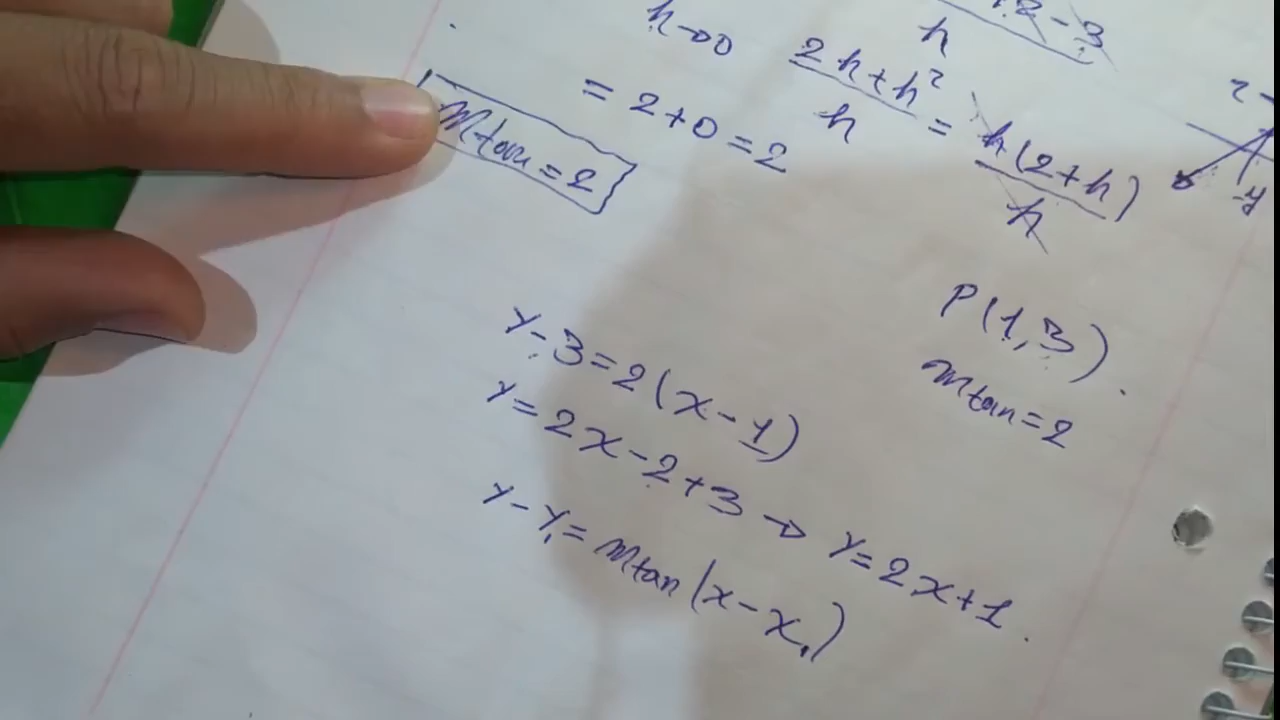 h→0
h
2h+h²
h
= h(2+h)
h
= 2+0=2
mtan=2
P(1,3).
mtan=2
y-3=2(x-1)
y=2x-2+3→y=2x+1.
y-y₁=mtan(x-x₁)